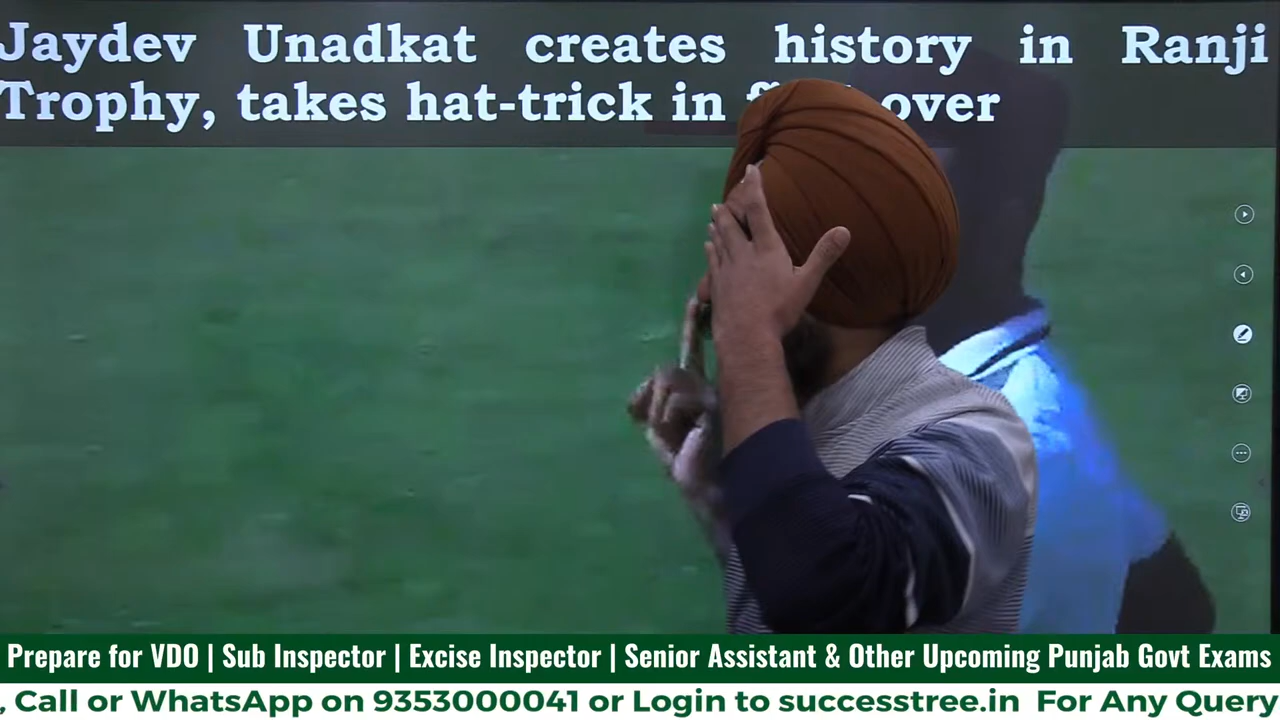 Jaydev Unadkat creates history in Ranji
Trophy, takes hat-trick in over
Prepare for VDO | Sub Inspector | Excise Inspector | Senior Assistant & Other Upcoming Punjab Govt Exams
, Call or WhatsApp on 9353000041 or Login to successtree.in For Any Query